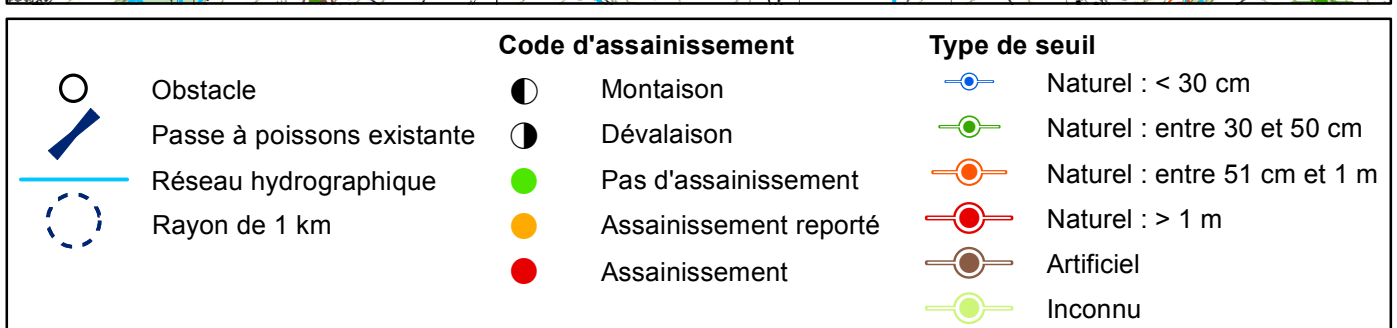 Obstacle
Passe à poissons existante
Réseau hydrographique
Rayon de 1 km
Code d'assainissement
Montaison
Dévalaison
Pas d'assainissement
Assainissement reporté
Assainissement
Type de seuil
Naturel : < 30 cm
Naturel : entre 30 et 50 cm
Naturel : entre 51 cm et 1 m
Naturel : > 1 m
Artificiel
Inconnu